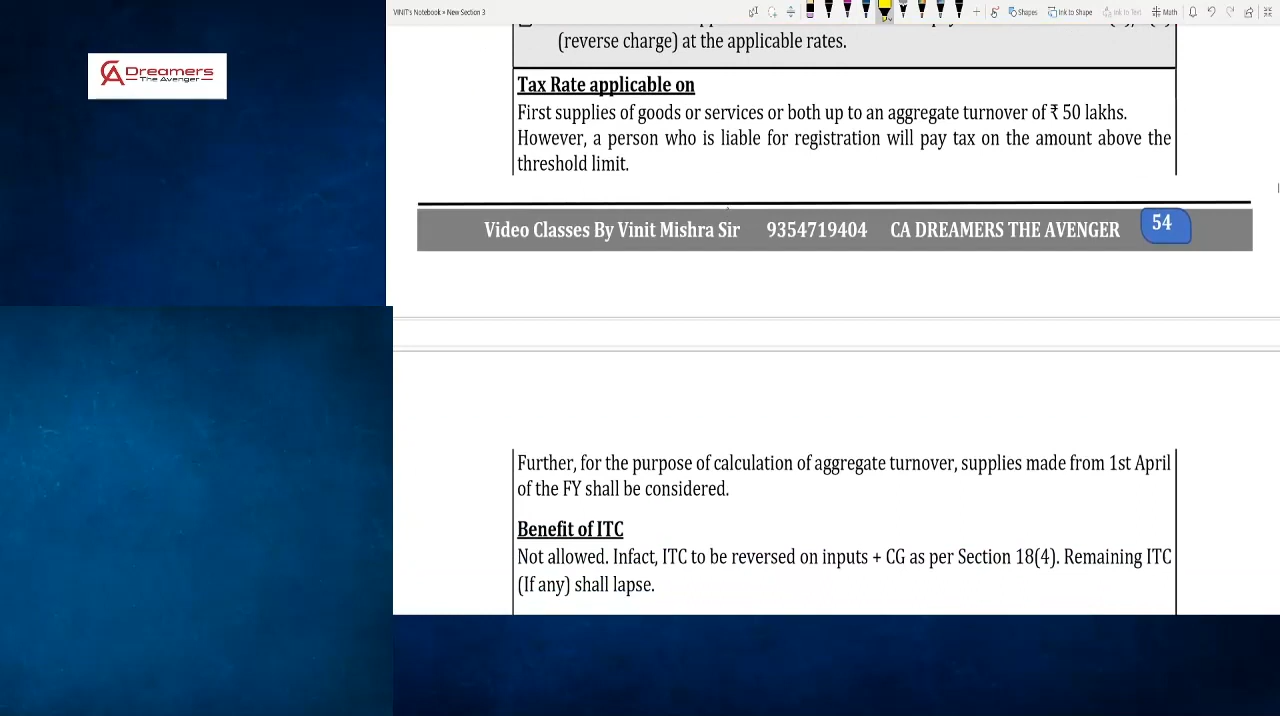 VINIT's Notebook » New Section 3
Shapes
Ink to Shape
Ink to Text
Math
CA Dreamers
The Avenger
(reverse charge) at the applicable rates.
Tax Rate applicable on
First supplies of goods or services or both up to an aggregate turnover of ₹ 50 lakhs.
However, a person who is liable for registration will pay tax on the amount above the
threshold limit.
Video Classes By Vinit Mishra Sir 9354719404 CA DREAMERS THE AVENGER 54
Further, for the purpose of calculation of aggregate turnover, supplies made from 1st April
of the FY shall be considered.
Benefit of ITC
Not allowed. Infact, ITC to be reversed on inputs + CG as per Section 18(4). Remaining ITC
(If any) shall lapse.